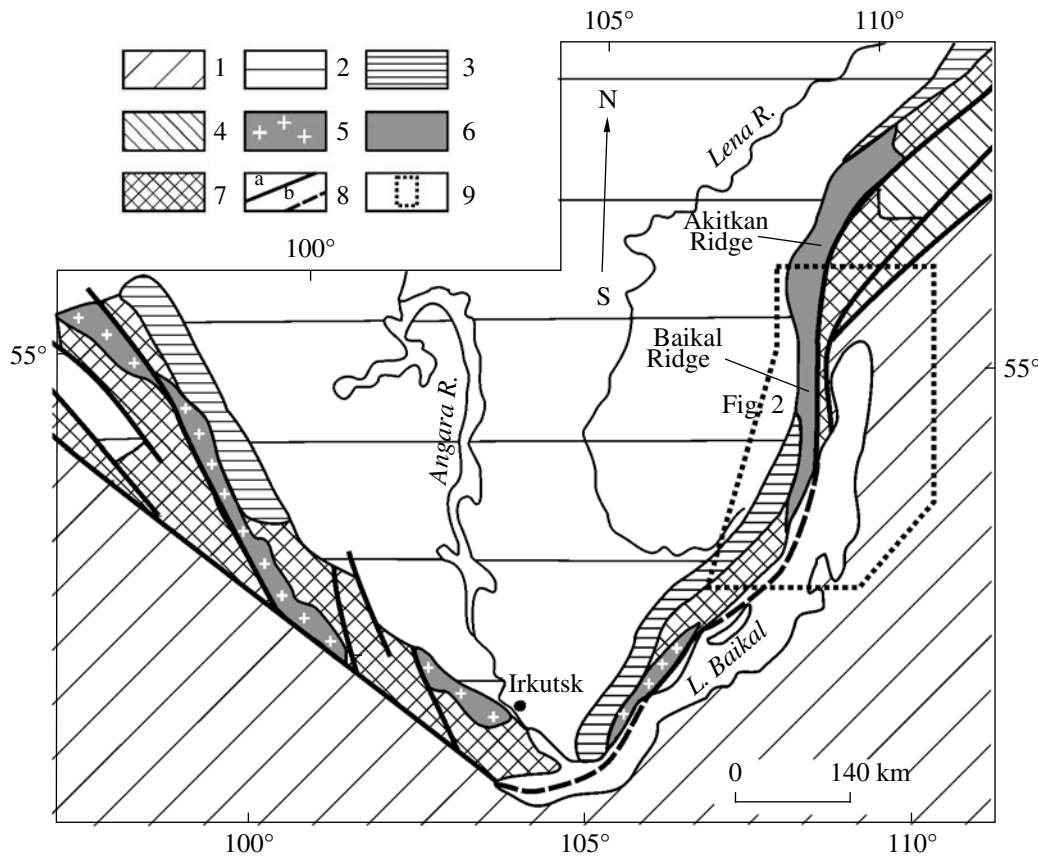 105°
110°
1
2
3
4
5
6
7
a
b
8
9
N
S
Lena R.
Akitkan
Ridge
100°
55°
Baikal
Ridge
55°
Fig. 2
Angara R.
L. Baikal
Irkutsk
0
140 km
100°
105°
110°